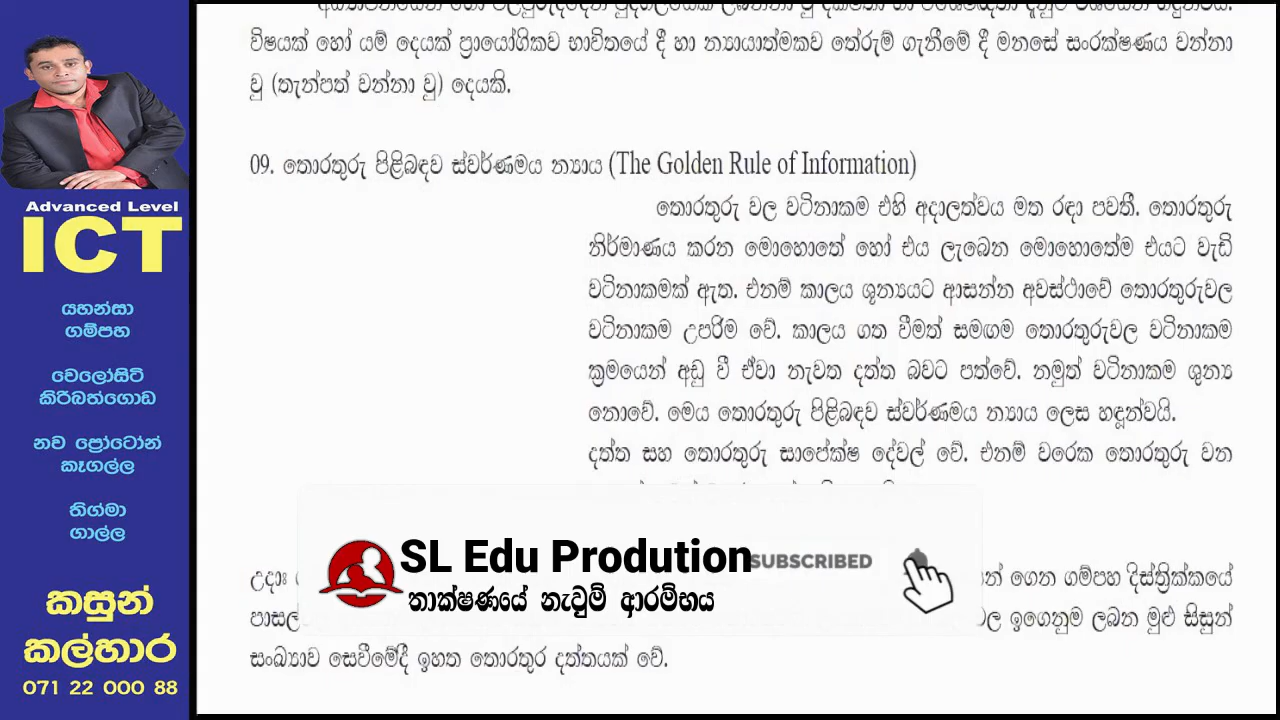 Advanced Level
ICT
යහන්සා
ගම්පහ
වෙලෝසිටි
කිරිබත්ගොඩ
නව ප්‍රෝටෝන්
කෑගල්ල
තිග්මා
ගාල්ල
කසුන්
කල්හාර
071 22 000 88
විෂයක් හෝ යම් දෙයක් ප්‍රායෝගිකව භාවිතයේ දී හා න්‍යායාත්මකව තේරුම් ගැනීමේ දී මනසේ සංරක්ෂණය වන්නා
වු (තැන්පත් වන්නා වු) දෙයකි.
09. තොරතුරු පිළිබඳව ස්වර්ණමය න්‍යාය (The Golden Rule of Information)
තොරතුරු වල වටිනාකම එහි අදාලත්වය මත රඳා පවතී. තොරතුරු
නිර්මාණය කරන මොහොතේ හෝ එය ලැබෙන මොහොතේම එයට වැඩි
වටිනාකමක් ඇත. එනම් කාලය ශූන්‍යයට ආසන්න අවස්ථාවේ තොරතුරුවල
වටිනාකම උපරිම වේ. කාලය ගත වීමත් සමඟම තොරතුරුවල වටිනාකම
ක්‍රමයෙන් අඩු වී ඒවා නැවත දත්ත බවට පත්වේ. නමුත් වටිනාකම ශුන්‍ය
නොවේ. මෙය තොරතුරු පිළිබඳව ස්වර්ණමය න්‍යාය ලෙස හඳුන්වයි.
දත්ත සහ තොරතුරු සාපේක්ෂ දේවල් වේ. එනම් වරෙක තොරතුරු වන
SL Edu Prodution
SUBSCRIBED
තාක්ෂණයේ නැවුම් ආරම්භය
උදාඃ ගෙන ගම්පහ දිස්ත්‍රික්කයේ
ඉගෙනුම ලබන මුළු සිසුන්
සංඛ්‍යාව සෙවීමේදී ඉහත තොරතුර දත්තයක් වේ.